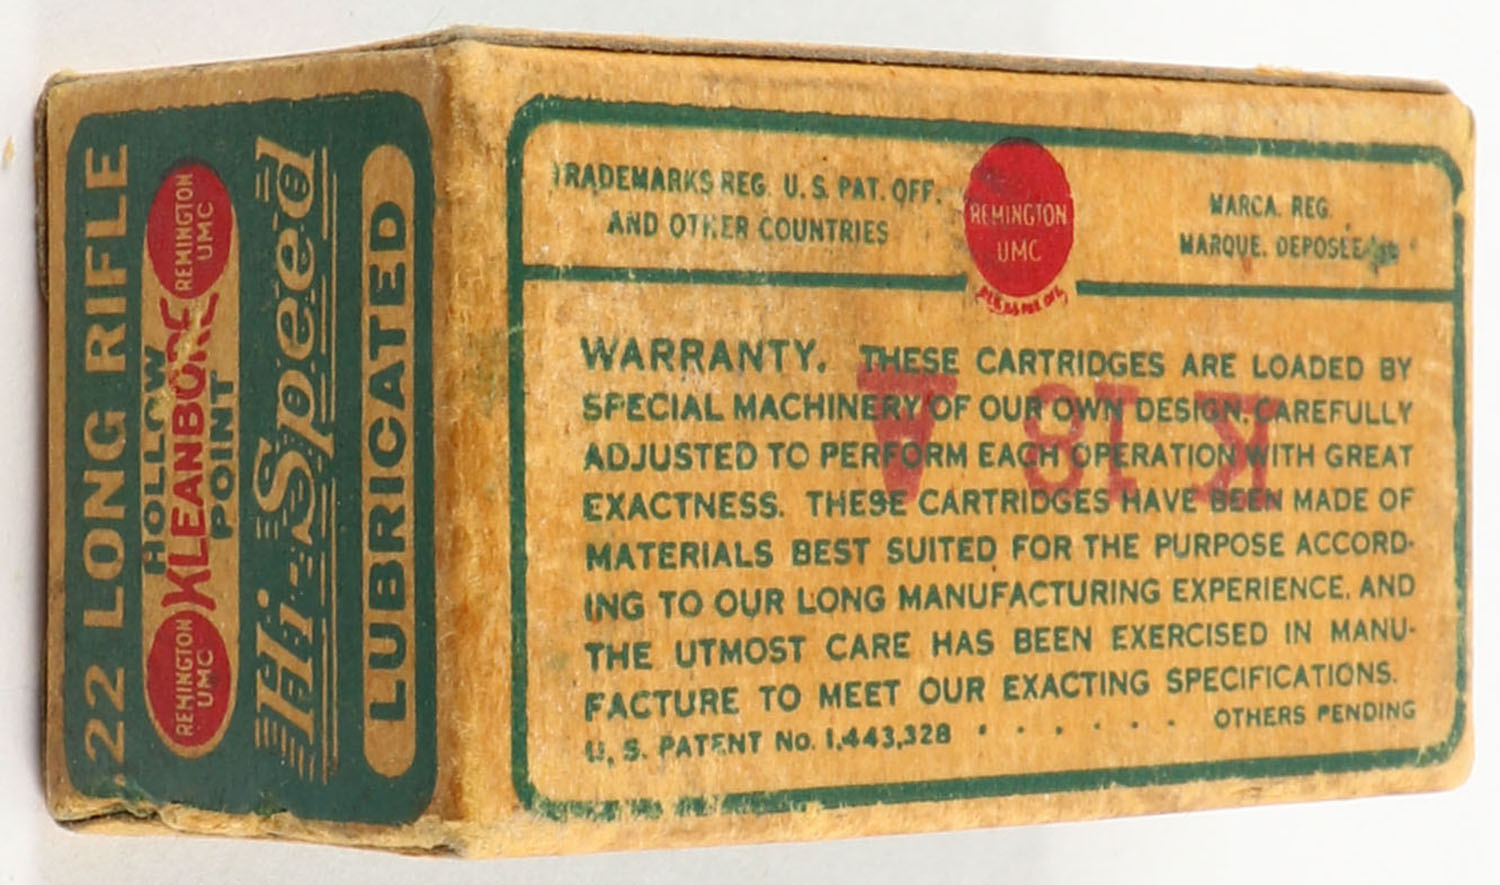 .22 LONG RIFLE
HOLLOW
REMINGTON UMC KLEANBORE REMINGTON UMC
POINT
Hi-Speed
LUBRICATED
TRADEMARKS REG. U.S. PAT. OFF.
AND OTHER COUNTRIES
REMINGTON
UMC
MARCA. REG.
MARQUE. DEPOSÉE
WARRANTY. THESE CARTRIDGES ARE LOADED BY
SPECIAL MACHINERY OF OUR OWN DESIGN, CAREFULLY
ADJUSTED TO PERFORM EACH OPERATION WITH GREAT
EXACTNESS. THESE CARTRIDGES HAVE BEEN MADE OF
MATERIALS BEST SUITED FOR THE PURPOSE ACCORD-
ING TO OUR LONG MANUFACTURING EXPERIENCE, AND
THE UTMOST CARE HAS BEEN EXERCISED IN MANU-
FACTURE TO MEET OUR EXACTING SPECIFICATIONS.
U. S. PATENT No. 1,443,328 . . . . . . OTHERS PENDING
K 18 A